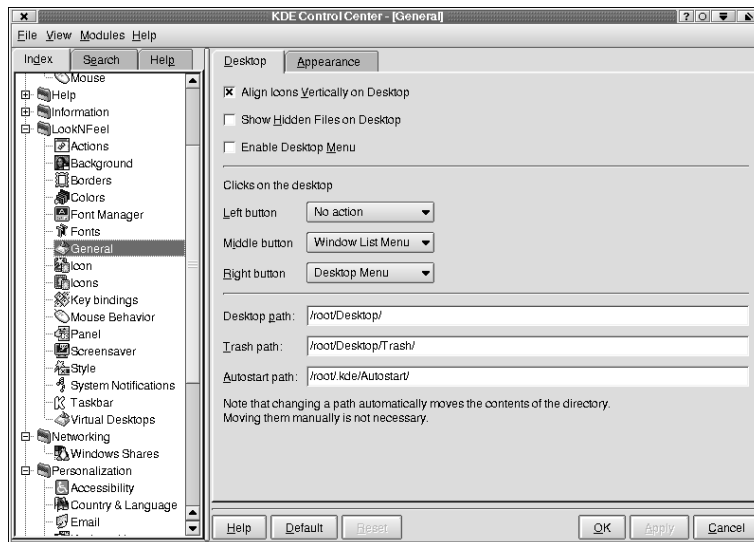 KDE Control Center - [General]
File View Modules Help
Index Search Help
Mouse
Help
Information
LookNFeel
Actions
Background
Borders
Colors
Font Manager
Fonts
General
Icon
Icons
Key bindings
Mouse Behavior
Panel
Screensaver
Style
System Notifications
Taskbar
Virtual Desktops
Networking
Windows Shares
Personalization
Accessibility
Country & Language
Email
Desktop Appearance
Align Icons Vertically on Desktop
Show Hidden Files on Desktop
Enable Desktop Menu
Clicks on the desktop
Left button No action
Middle button Window List Menu
Right button Desktop Menu
Desktop path: /root/Desktop/
Trash path: /root/Desktop/Trash/
Autostart path: /root/.kde/Autostart/
Note that changing a path automatically moves the contents of the directory.
Moving them manually is not necessary.
Help Default Reset OK Apply Cancel